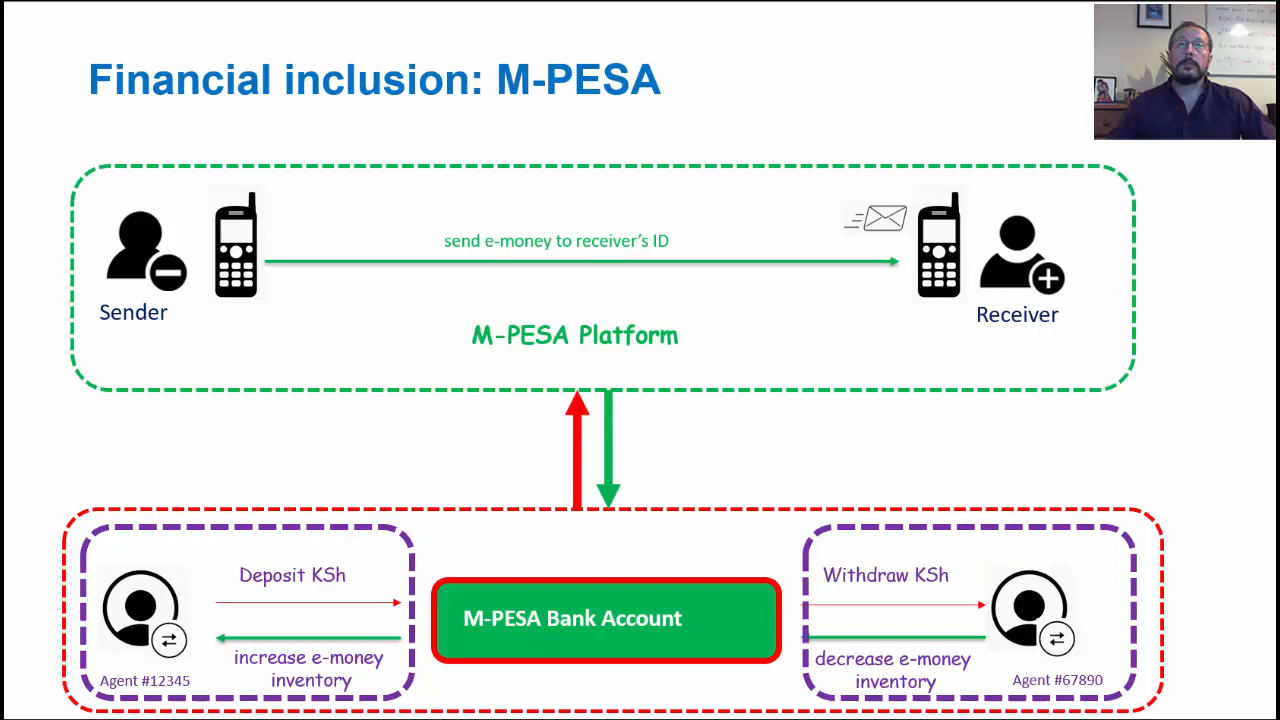 Financial inclusion: M-PESA
send e-money to receiver's ID
Sender
Receiver
M-PESA Platform
Deposit KSh
Withdraw KSh
M-PESA Bank Account
increase e-money
inventory
decrease e-money
inventory
Agent #12345
Agent #67890